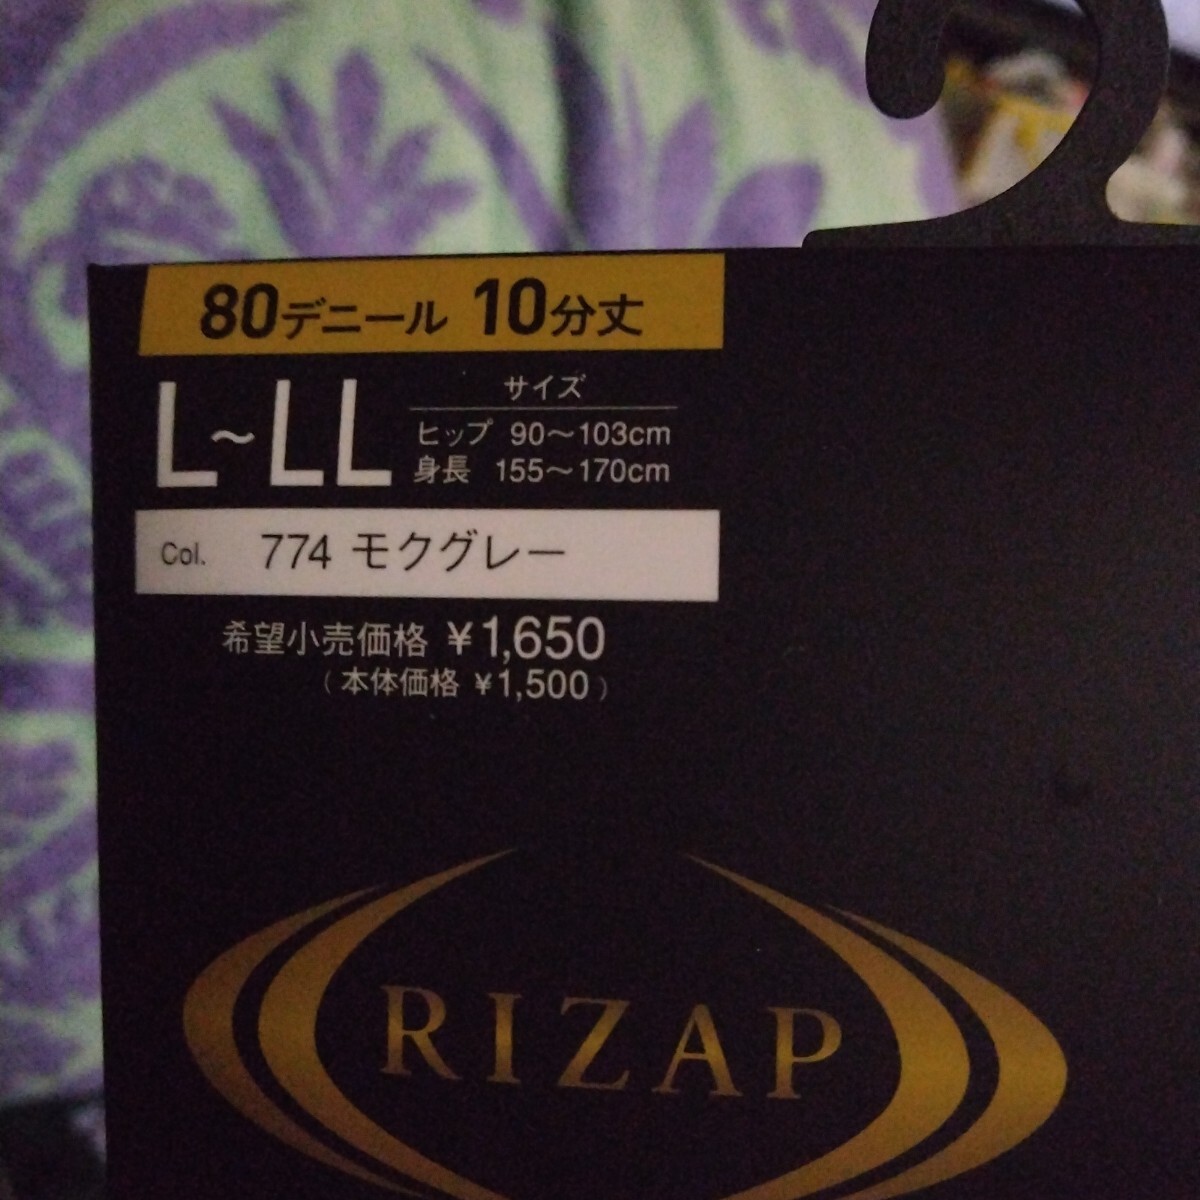 80デニール 10分丈
L~LL
サイズ
ヒップ 90~103cm
身長 155~170cm
Col. 774 モクグレー
希望小売価格 ¥1,650
(本体価格 ¥1,500)
RIZAP